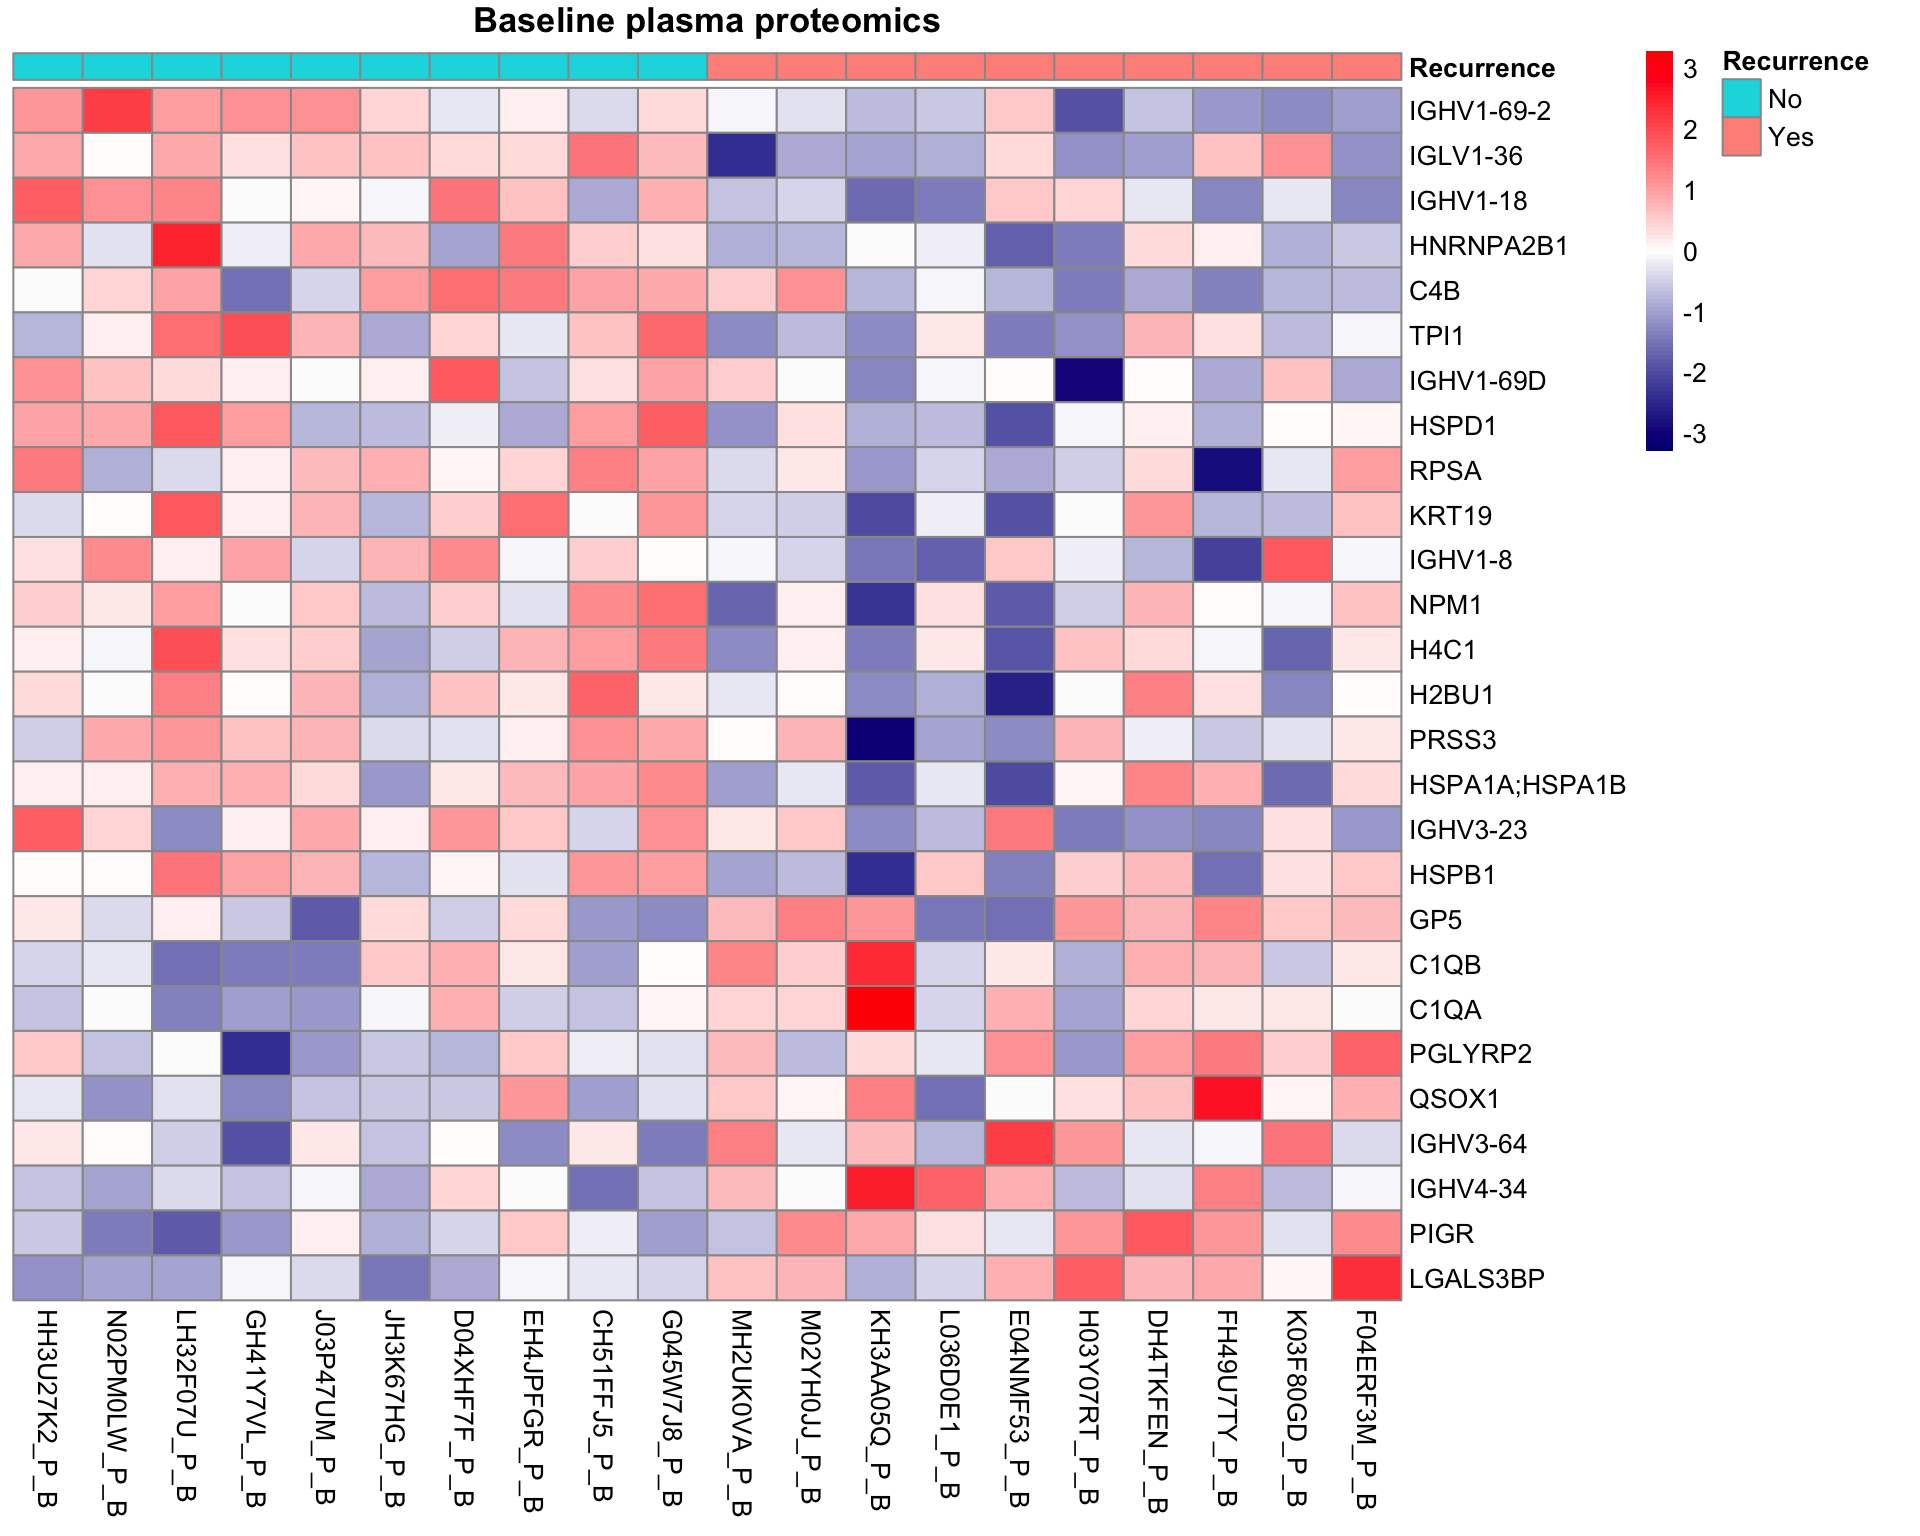 Baseline plasma proteomics
Recurrence
IGHV1-69-2
IGLV1-36
IGHV1-18
HNRNPA2B1
C4B
TPI1
IGHV1-69D
HSPD1
RPSA
KRT19
IGHV1-8
NPM1
H4C1
H2BU1
PRSS3
HSPA1A;HSPA1B
IGHV3-23
HSPB1
GP5
C1QB
C1QA
PGLYRP2
QSOX1
IGHV3-64
IGHV4-34
PIGR
LGALS3BP
HH3U27K2_P_B
N02PM0LW_P_B
LH32F07U_P_B
GH41Y7VL_P_B
J03P47UM_P_B
JH3K67HG_P_B
D04XHF7F_P_B
EH4JPFGR_P_B
CH51FFJ5_P_B
G045W7J8_P_B
MH2UK0VA_P_B
M02YH0JJ_P_B
KH3AA05Q_P_B
L036D0E1_P_B
E04NMF53_P_B
H03Y07RT_P_B
DH4TKFEN_P_B
FH49U7TY_P_B
K03F80GD_P_B
F04ERF3M_P_B
3
2
1
0
-1
-2
-3
Recurrence
No
Yes